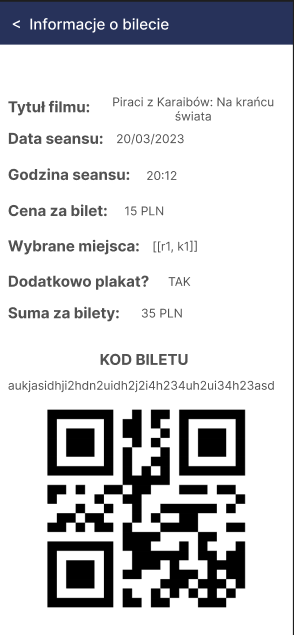 < Informacje o bilecie
Tytuł filmu: Piraci z Karaibów: Na krańcu
świata
Data seansu: 20/03/2023
Godzina seansu: 20:12
Cena za bilet: 15 PLN
Wybrane miejsca: [[r1, k1]]
Dodatkowo plakat? TAK
Suma za bilety: 35 PLN
KOD BILETU
aukjasidhji2hdn2uidh2j2i4h234uh2ui34h23asd